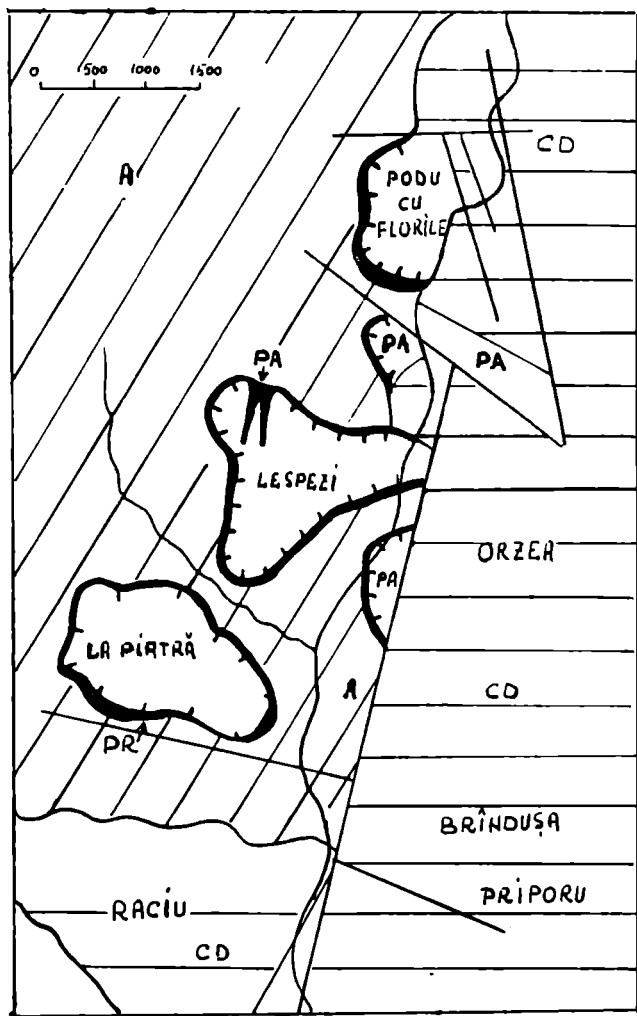 0 1500 1000 1500
A
CD
PODU
CU
FLORILE
PA
PA
PA
LESPEZI
ORZEA
PA
LA PIATRĂ
A
CD
PR
BRÎNDUȘA
PRIPORU
RACIU
CD